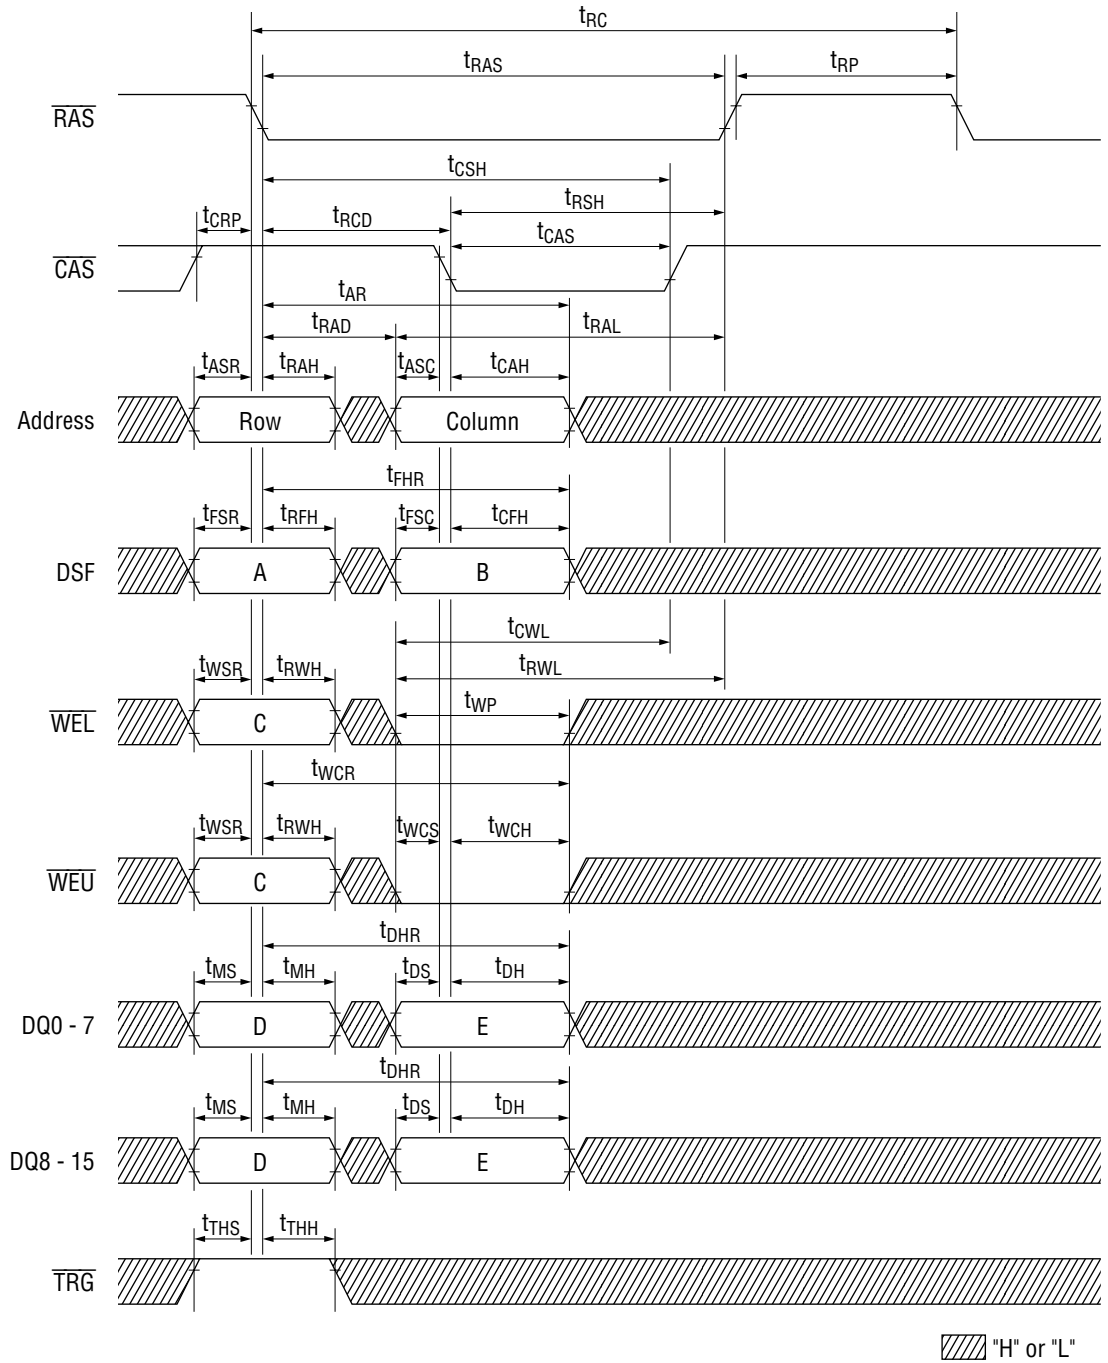 tRC
tRAS tRP
RAS
tCSH
tRSH
tCRP tRCD
tCAS
CAS
tAR
tRAD tRAL
tASR tRAH tASC tCAH
Address Row Column
tFHR
tFSR tRFH tFSC tCFH
DSF A B
tCWL
tWSR tRWH tRWL
tWP
WEL C
tWCR
tWSR tRWH tWCS tWCH
WEU C
tDHR
tMS tMH tDS tDH
DQ0 - 7 D E
tDHR
tMS tMH tDS tDH
DQ8 - 15 D E
tTHS tTHH
TRG
"H" or "L"